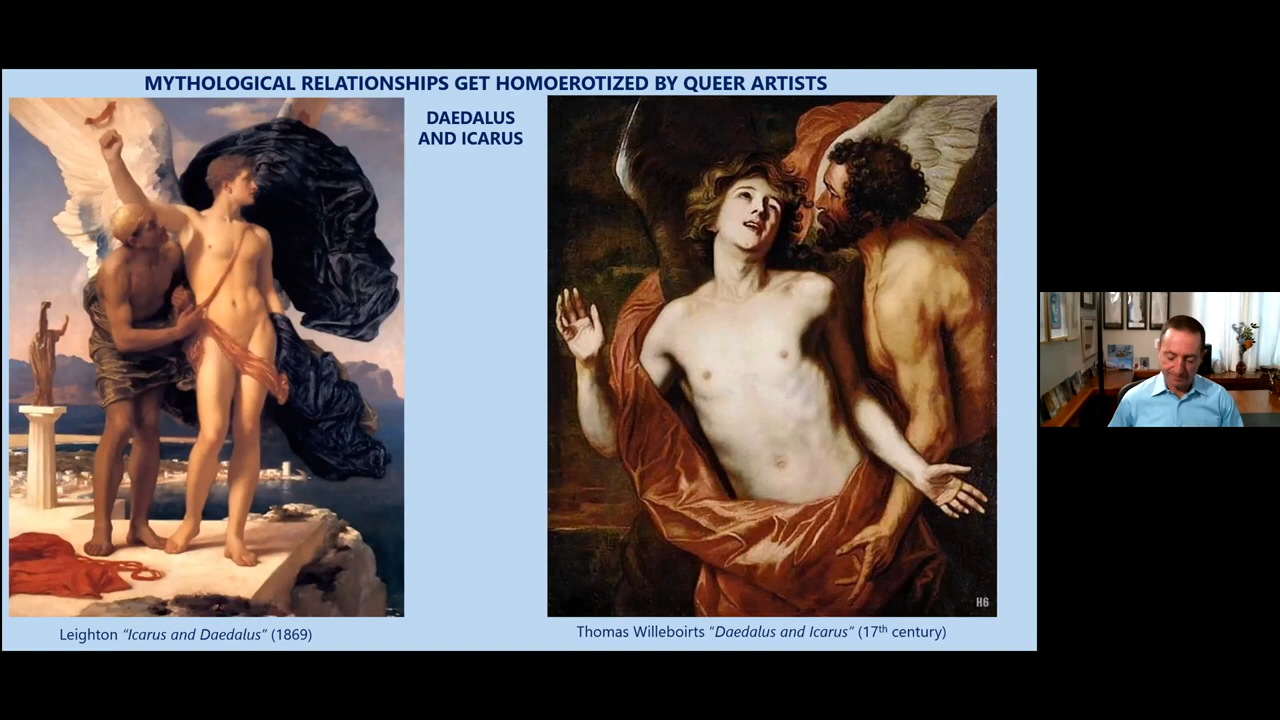 MYTHOLOGICAL RELATIONSHIPS GET HOMOEROTIZED BY QUEER ARTISTS
DAEDALUS
AND ICARUS
H6
Leighton "Icarus and Daedalus" (1869)
Thomas Willeboirts "Daedalus and Icarus" (17th century)